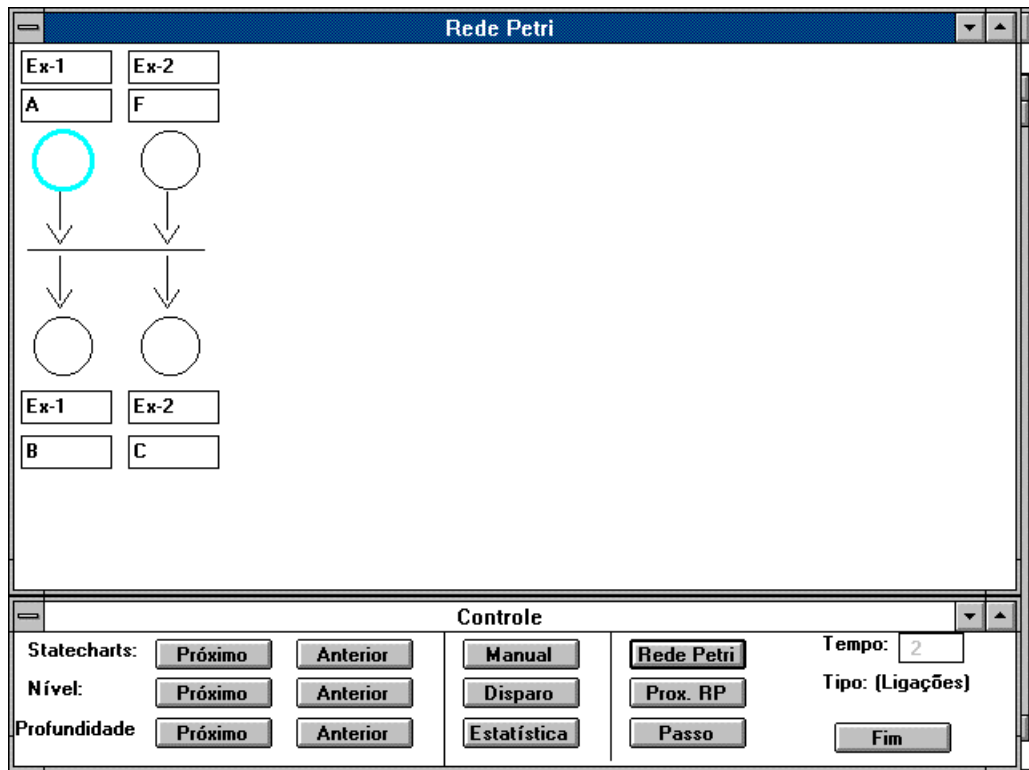 Rede Petri
Ex-1 Ex-2
A F
Ex-1 Ex-2
B C
Controle
Statecharts: Próximo Anterior Manual Rede Petri Tempo: 2
Nível: Próximo Anterior Disparo Prox. RP Tipo: (Ligações)
Profundidade Próximo Anterior Estatística Passo Fim